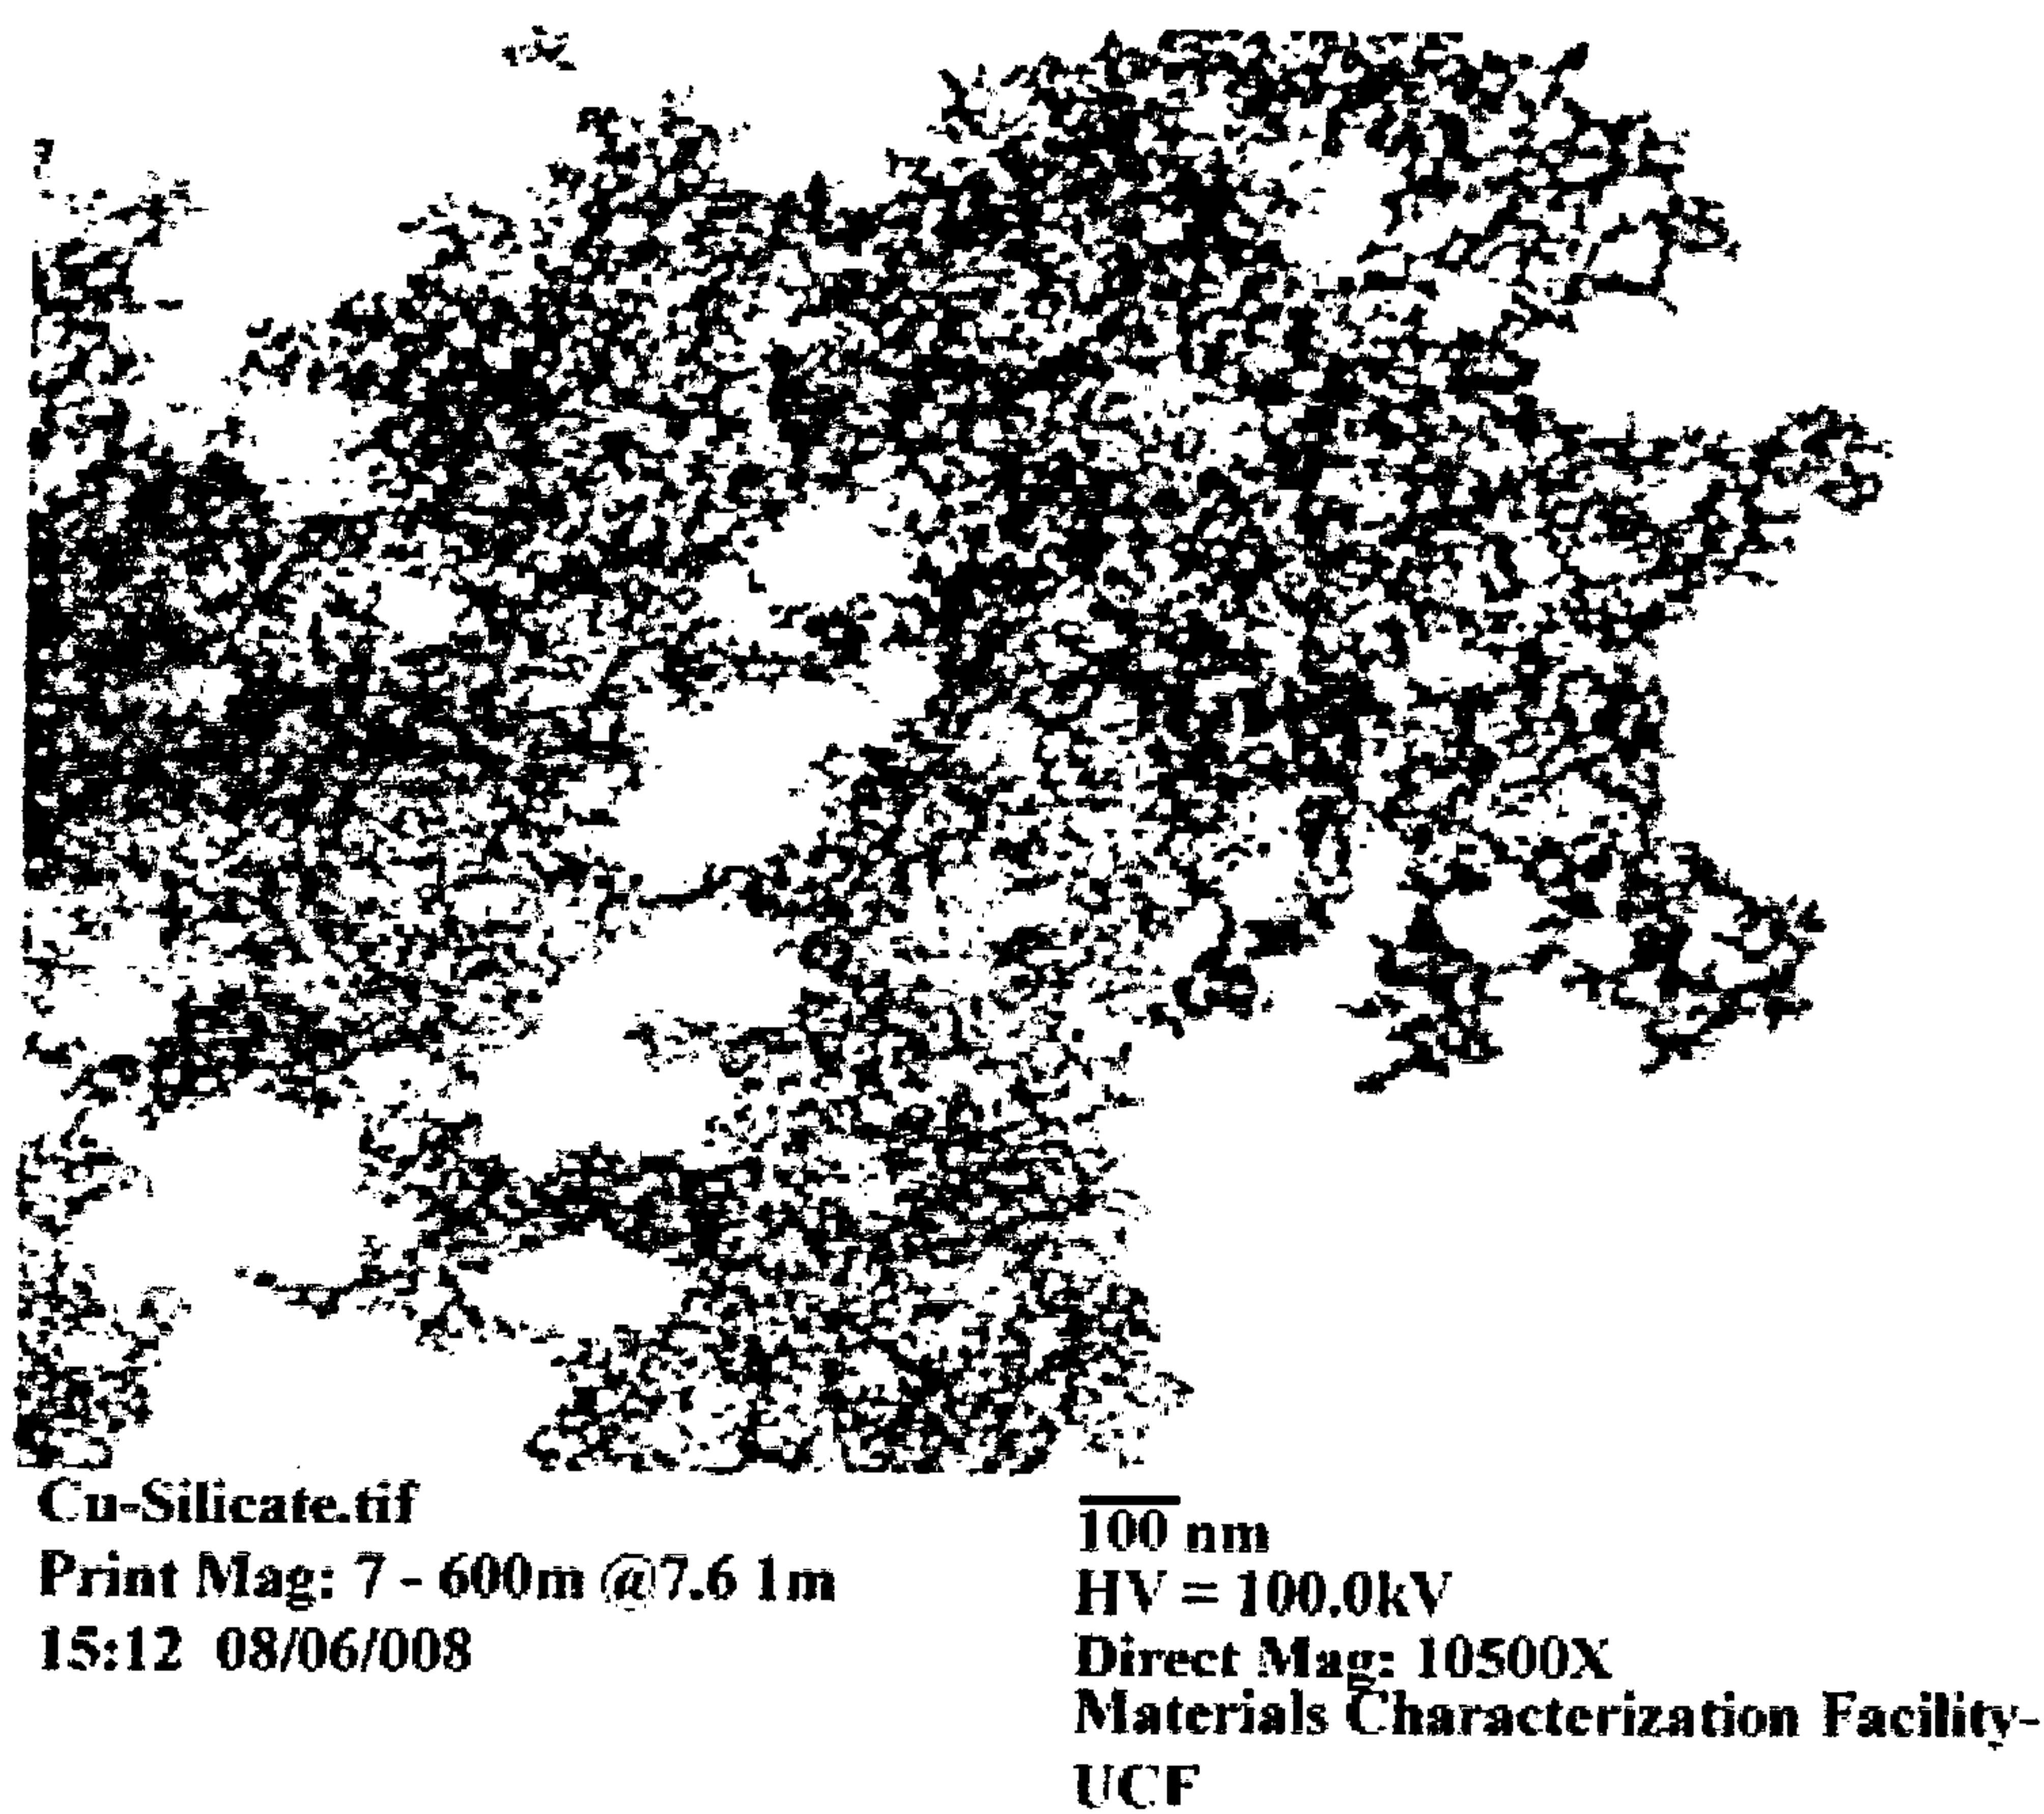 Cu-Silicate.tif
Print Mag: 7 - 600m @7.6 1m
15:12 08/06/008
100 nm
HV = 100.0kV
Direct Mag: 10500X
Materials Characterization Facility-
UCF